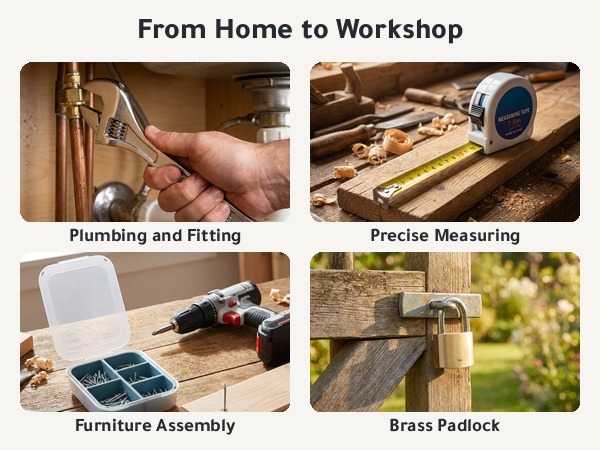 From Home to Workshop
MEASURING TAPE
Plumbing and Fitting
Precise Measuring
Furniture Assembly
Brass Padlock